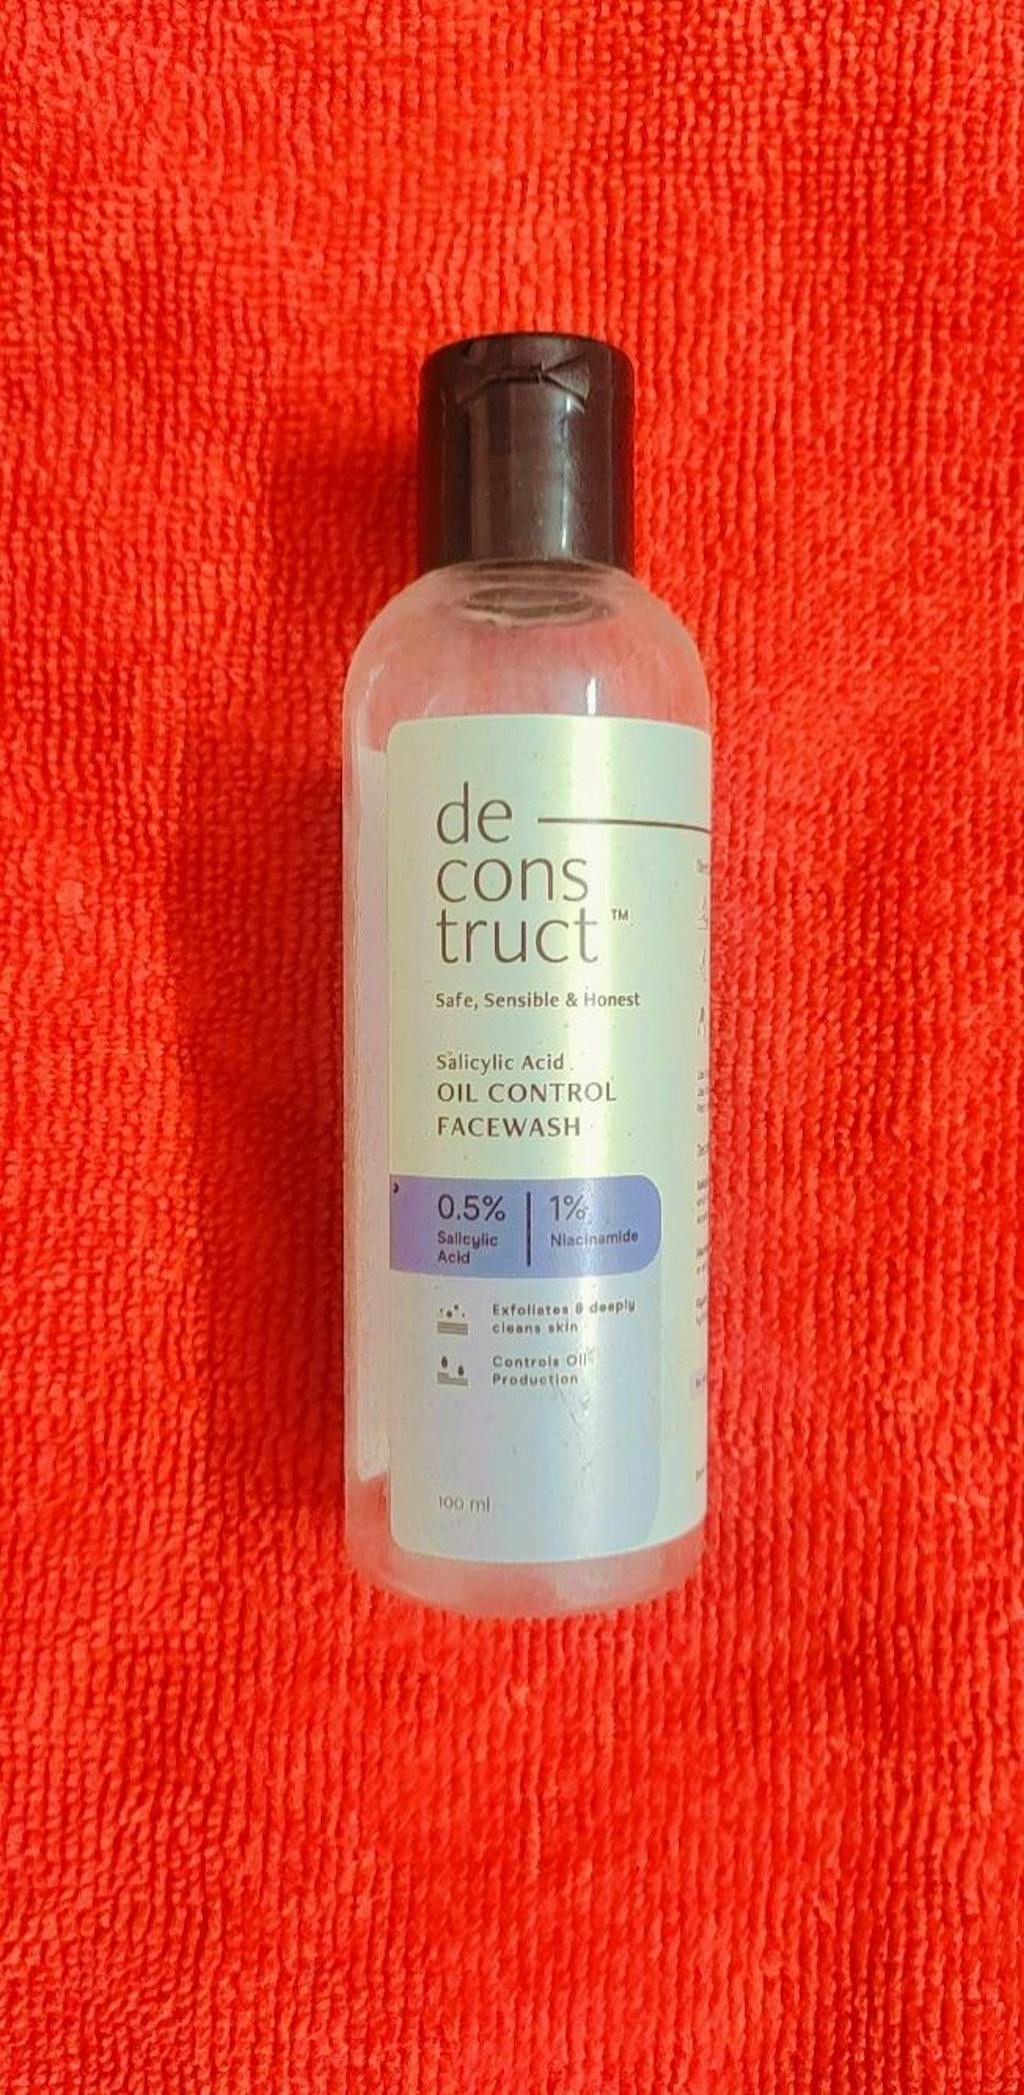 de
cons
truct™
Safe, Sensible & Honest
Salicylic Acid
OIL CONTROL
FACEWASH
0.5% | 1%
Salicylic Niacinamide
Acid
Exfoliates & deeply
cleans skin
Controls Oil
Production
100 ml